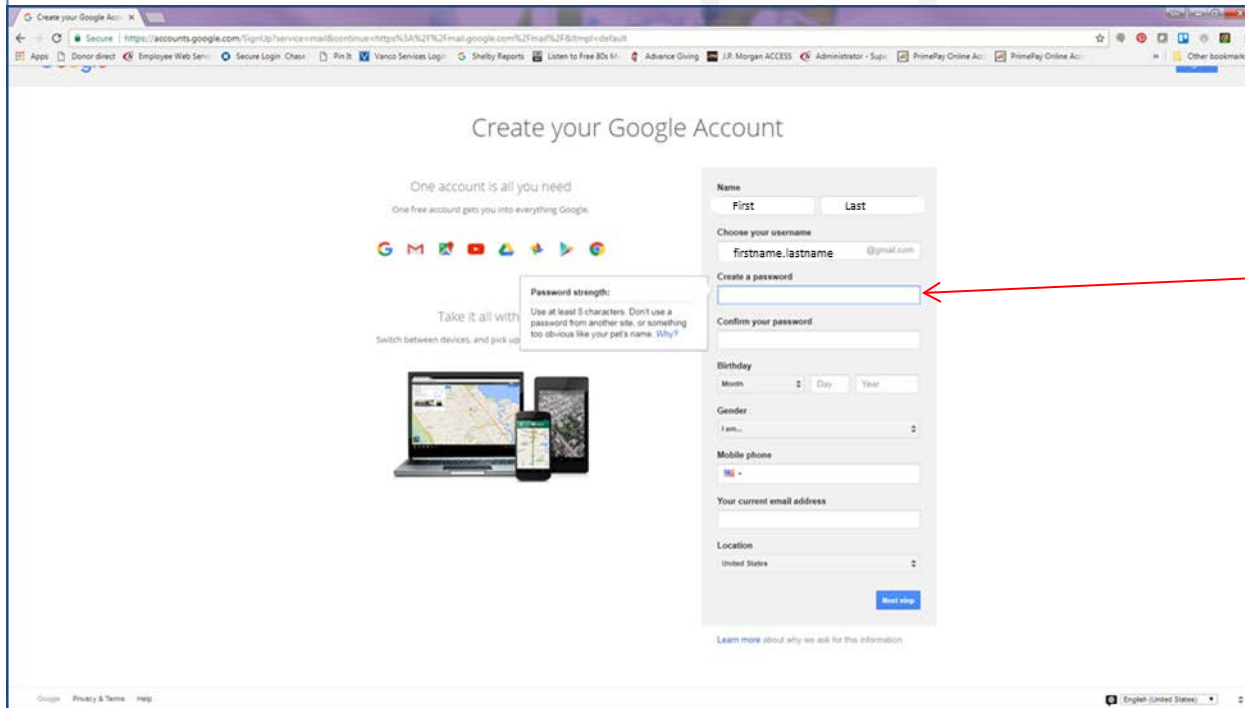 Create your Google Acc
Secure | https://accounts.google.com/SignUp?service=mail&continue=https%3A%2F%2Fmail.google.com%2Fmail%2F&ltmpl=default
Apps Donor direct Employee Web Serv Secure Login Chase Pin It Vanco Services Login Shelby Reports Listen to Free 80s Advance Giving J.P. Morgan ACCESS Administrator - Sup PrimePay Online Acc PrimePay Online Acc » Other bookmark
Create your Google Account
One account is all you need
One free account gets you into everything Google.
Take it all with
Switch between devices, and pick up
Name
First Last
Choose your username
firstname.lastname @gmail.com
Create a password
Password strength:
Use at least 8 characters. Don't use a
password from another site, or something
too obvious like your pet's name. Why?
Confirm your password
Birthday
Month Day Year
Gender
I am...
Mobile phone
Your current email address
Location
United States
Next step
Learn more about why we ask for this information.
Google Privacy & Terms Help
English (United States)